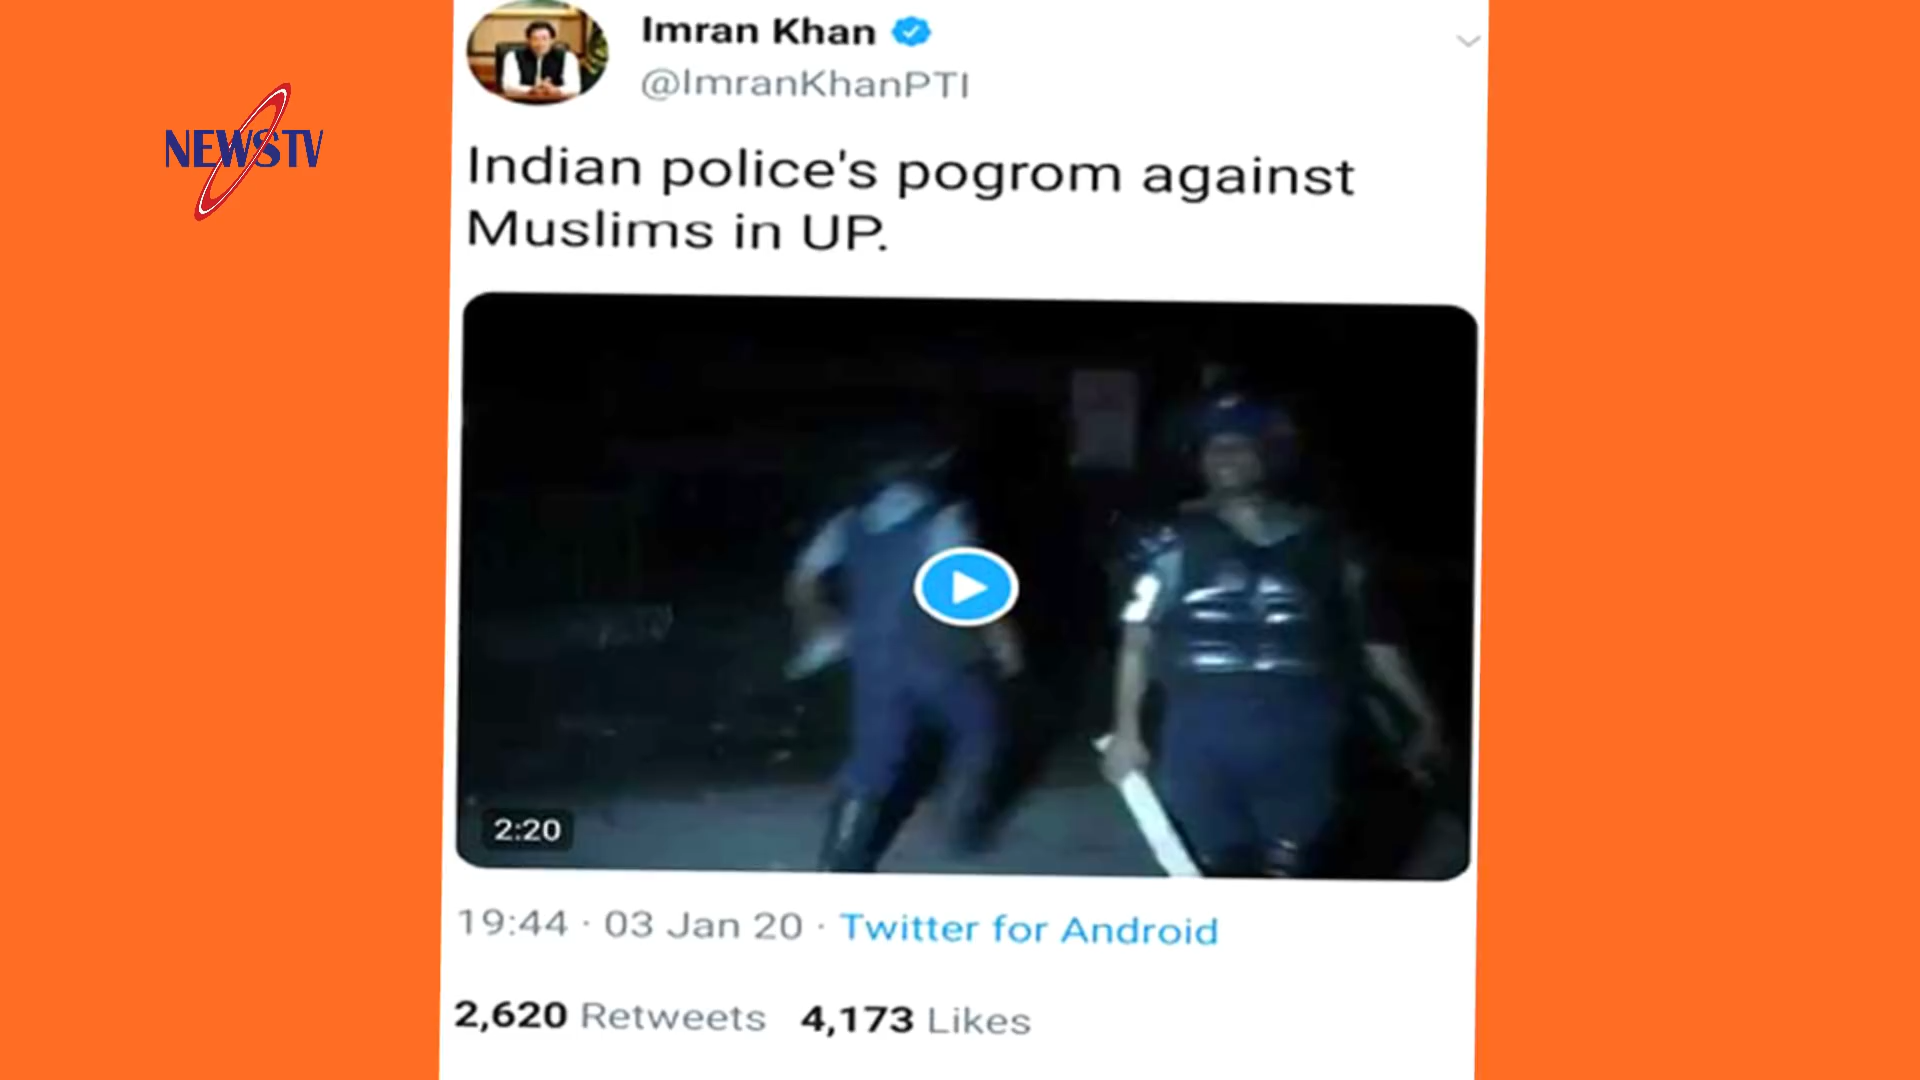 NEWSTV
Imran Khan
@ImranKhanPTI
Indian police's pogrom against
Muslims in UP.
2:20
19:44 · 03 Jan 20 · Twitter for Android
2,620 Retweets 4,173 Likes